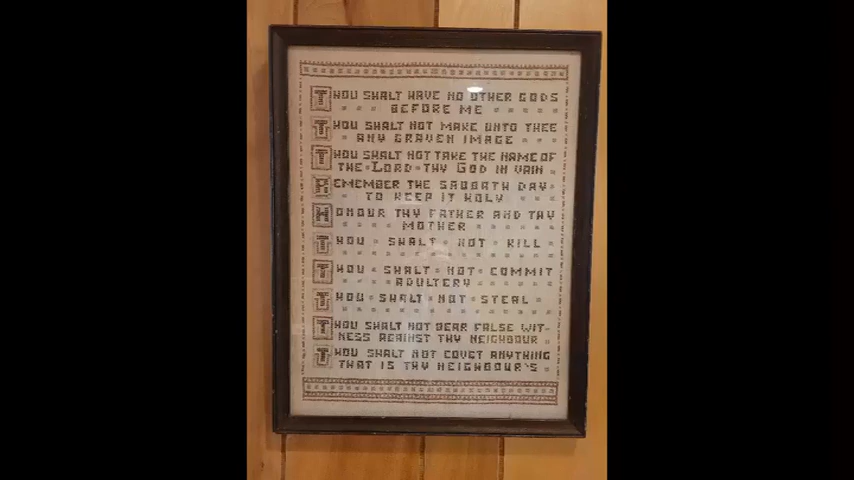 THOU SHALT HAVE NO OTHER GODS
BEFORE ME
THOU SHALT NOT MAKE UNTO THEE
ANY GRAVEN IMAGE
THOU SHALT NOT TAKE THE NAME OF
THE LORD THY GOD IN VAIN
REMEMBER THE SABBATH DAY
TO KEEP IT HOLY
HONOUR THY FATHER AND THY
MOTHER
THOU SHALT NOT KILL
THOU SHALT NOT COMMIT
ADULTERY
THOU SHALT NOT STEAL
THOU SHALT NOT BEAR FALSE WIT-
NESS AGAINST THY NEIGHBOUR
THOU SHALT NOT COVET ANYTHING
THAT IS THY NEIGHBOUR'S